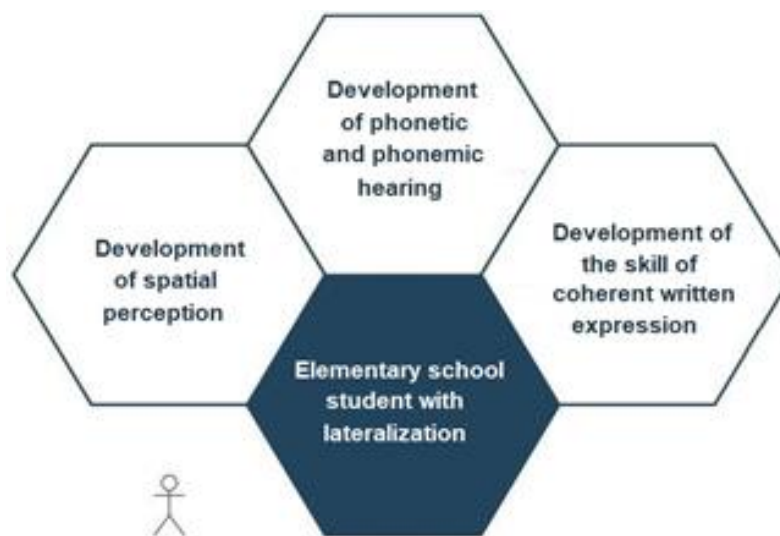 Development
of phonetic
and phonemic
hearing
Development
of spatial
perception
Development of
the skill of
coherent written
expression
Elementary school
student with
lateralization